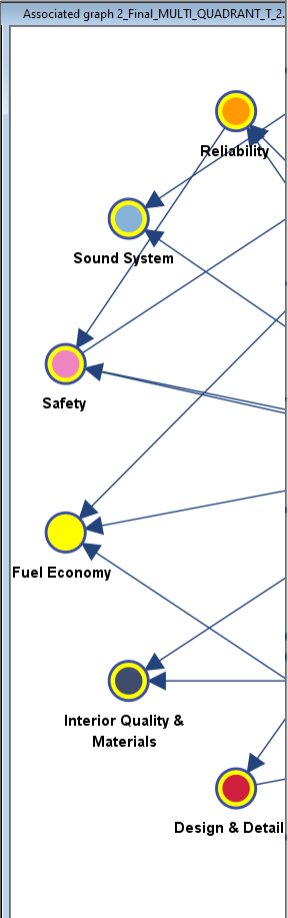 Associated graph 2_Final_MULTI_QUADRANT_T_2.
Reliability
Sound System
Safety
Fuel Economy
Interior Quality &
Materials
Design & Detail